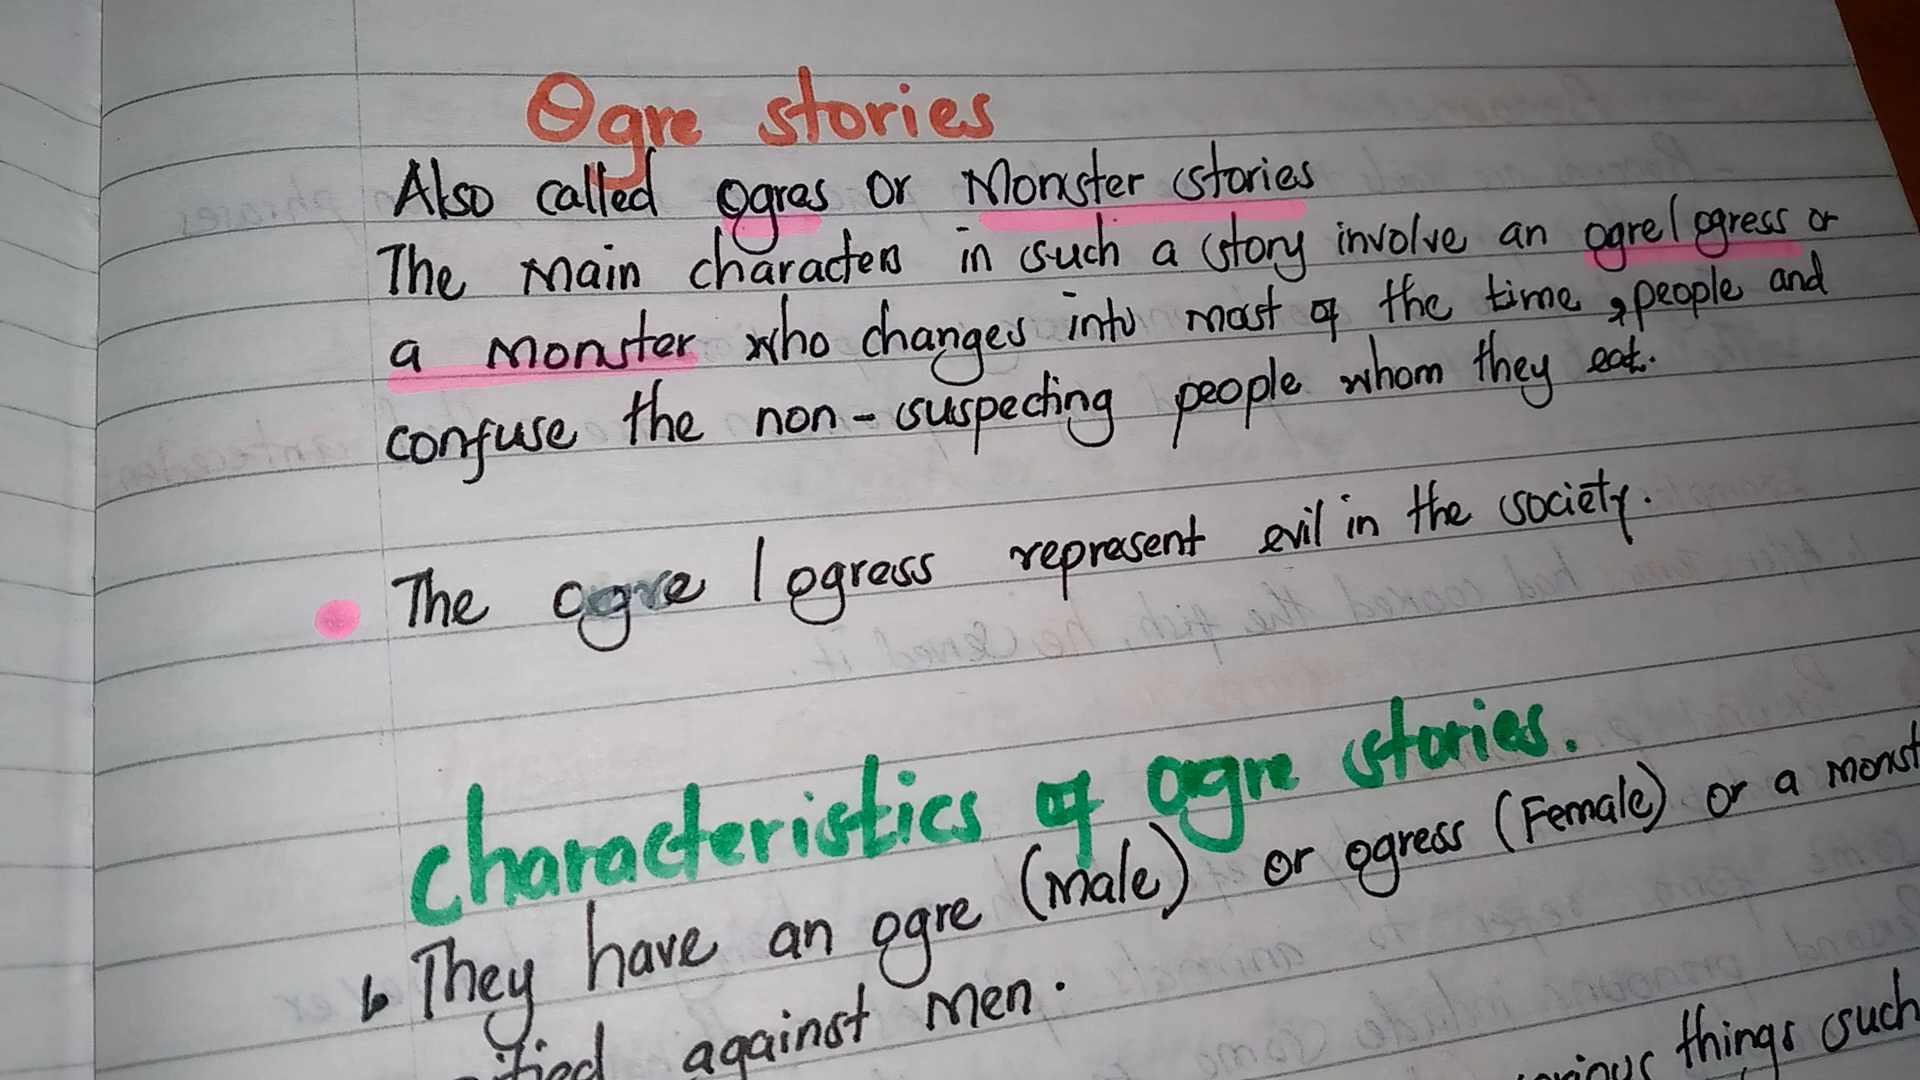 Ogre stories
Also called ogres or Monster stories
The main characters in such a story involve an ogre/ogress or
a monster who changes into most of the time, people and
confuse the non-suspecting people whom they eat.
The ogre/ogress represent evil in the society.
Characteristics of ogre stories.
They have an ogre (male) or ogress (Female) or a monst
against men.
things such